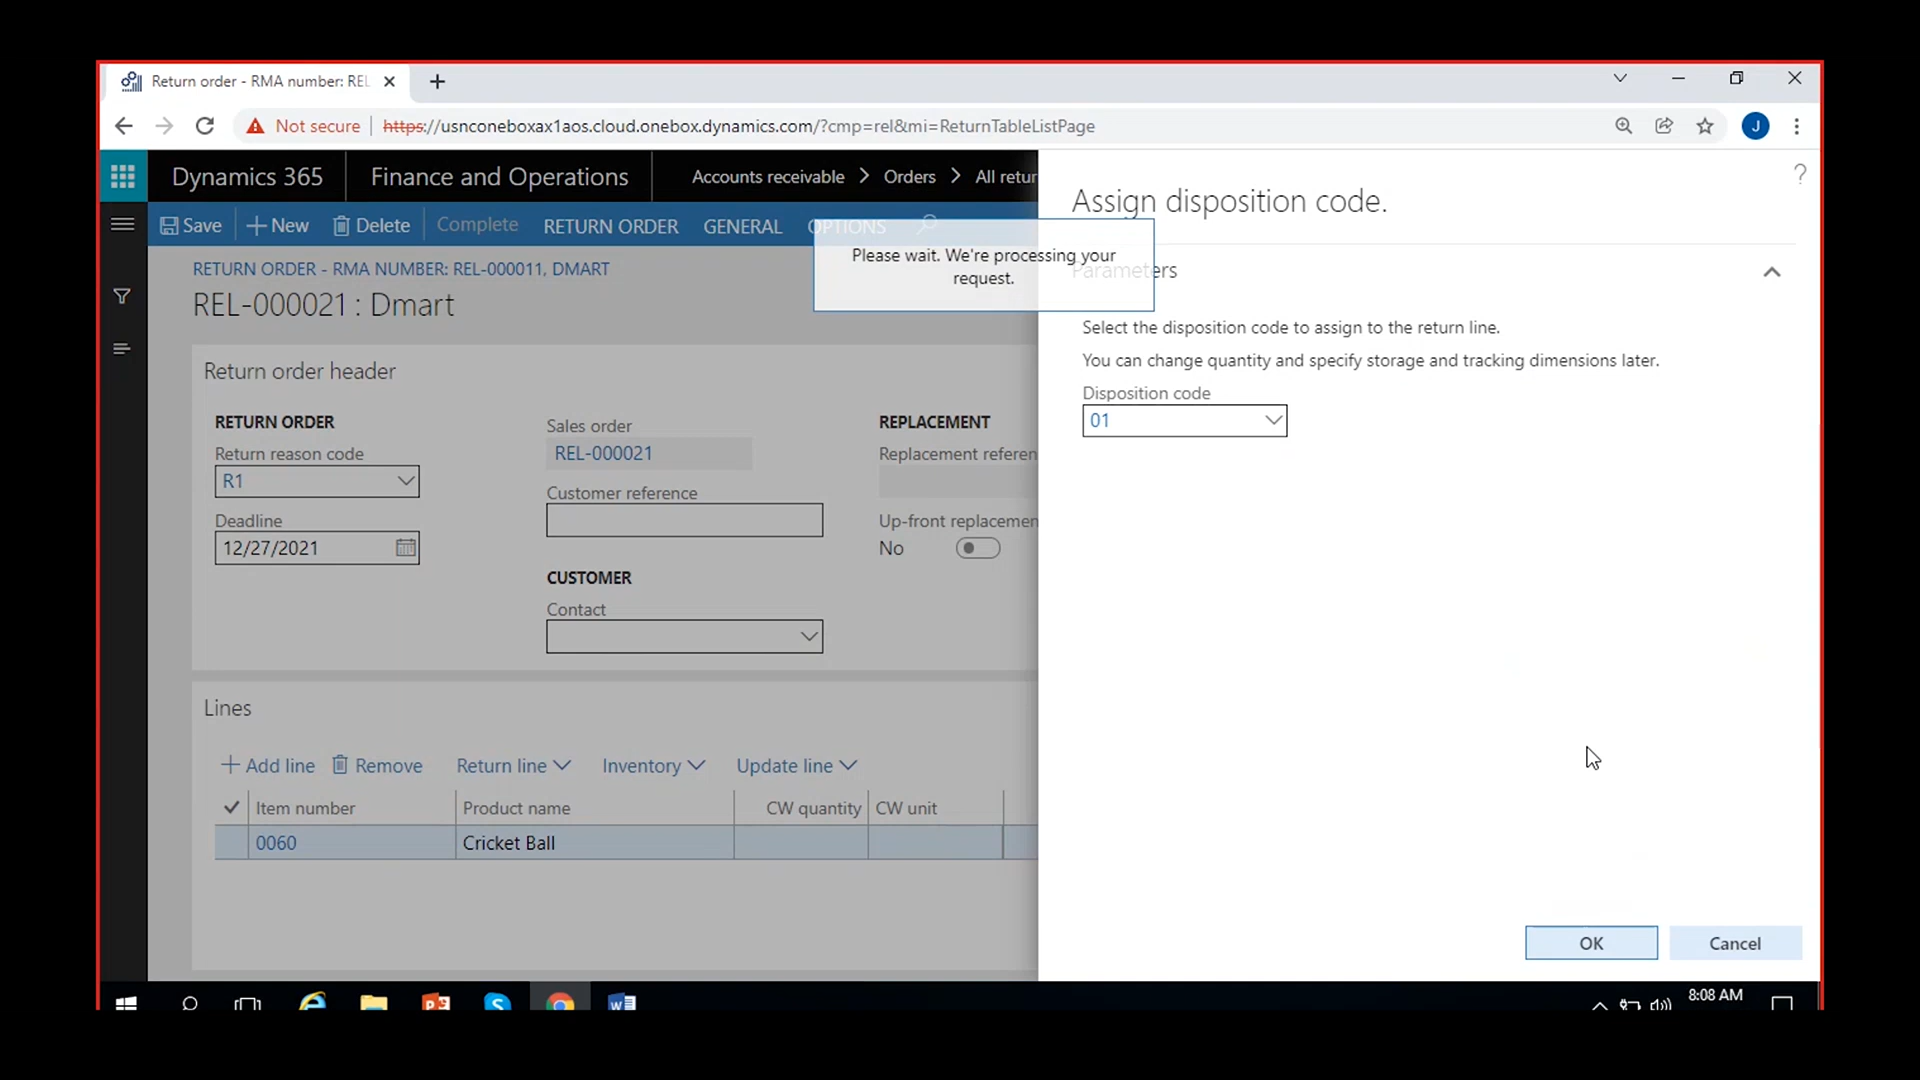 Return order - RMA number: REL
Not secure https://usnconeboxax1aos.cloud.onebox.dynamics.com/?cmp=rel&mi=ReturnTableListPage
J
Dynamics 365 Finance and Operations Accounts receivable > Orders > All retur
Save New Delete Complete RETURN ORDER GENERAL OPTIONS
RETURN ORDER - RMA NUMBER: REL-000011, DMART
REL-000021 : Dmart
Return order header
RETURN ORDER
Return reason code
R1
Deadline
12/27/2021
Sales order
REL-000021
Customer reference
CUSTOMER
Contact
REPLACEMENT
Replacement referen
Up-front replacemen
No
Lines
Add line Remove Return line Inventory Update line
Item number Product name CW quantity CW unit
0060 Cricket Ball
Please wait. We're processing your
request.
?
Assign disposition code.
Parameters
Select the disposition code to assign to the return line.
You can change quantity and specify storage and tracking dimensions later.
Disposition code
01
OK Cancel
8:08 AM